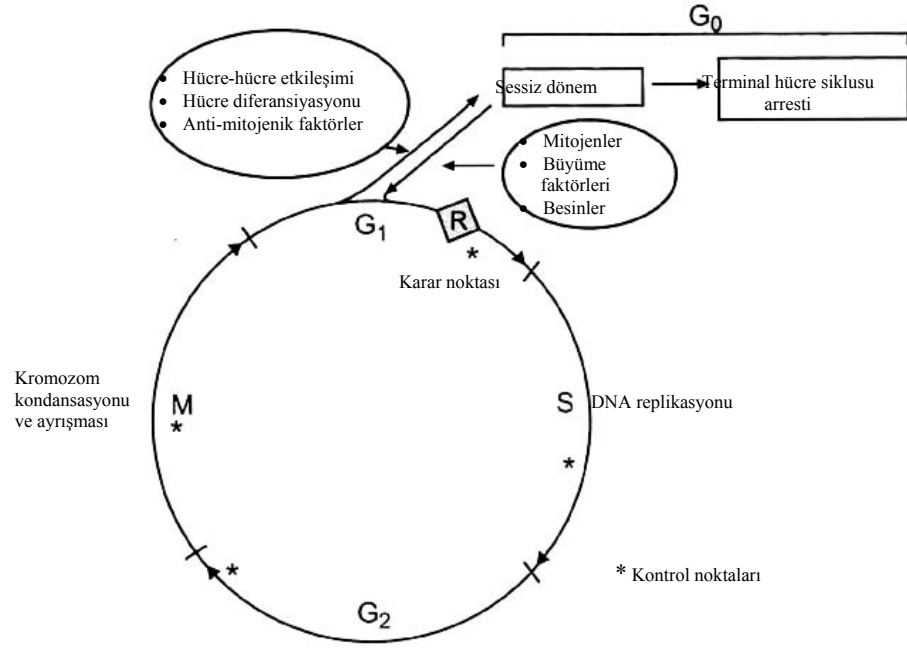 G0
• Hücre-hücre etkileşimi
• Hücre diferansiyasyonu
• Anti-mitojenik faktörler
Sessiz dönem
Terminal hücre siklusu
arresti
• Mitojenler
• Büyüme
faktörleri
• Besinler
G1
R
*
Karar noktası
Kromozom
kondansasyonu
ve ayrışması
M
*
S
DNA replikasyonu
*
*
G2
* Kontrol noktaları